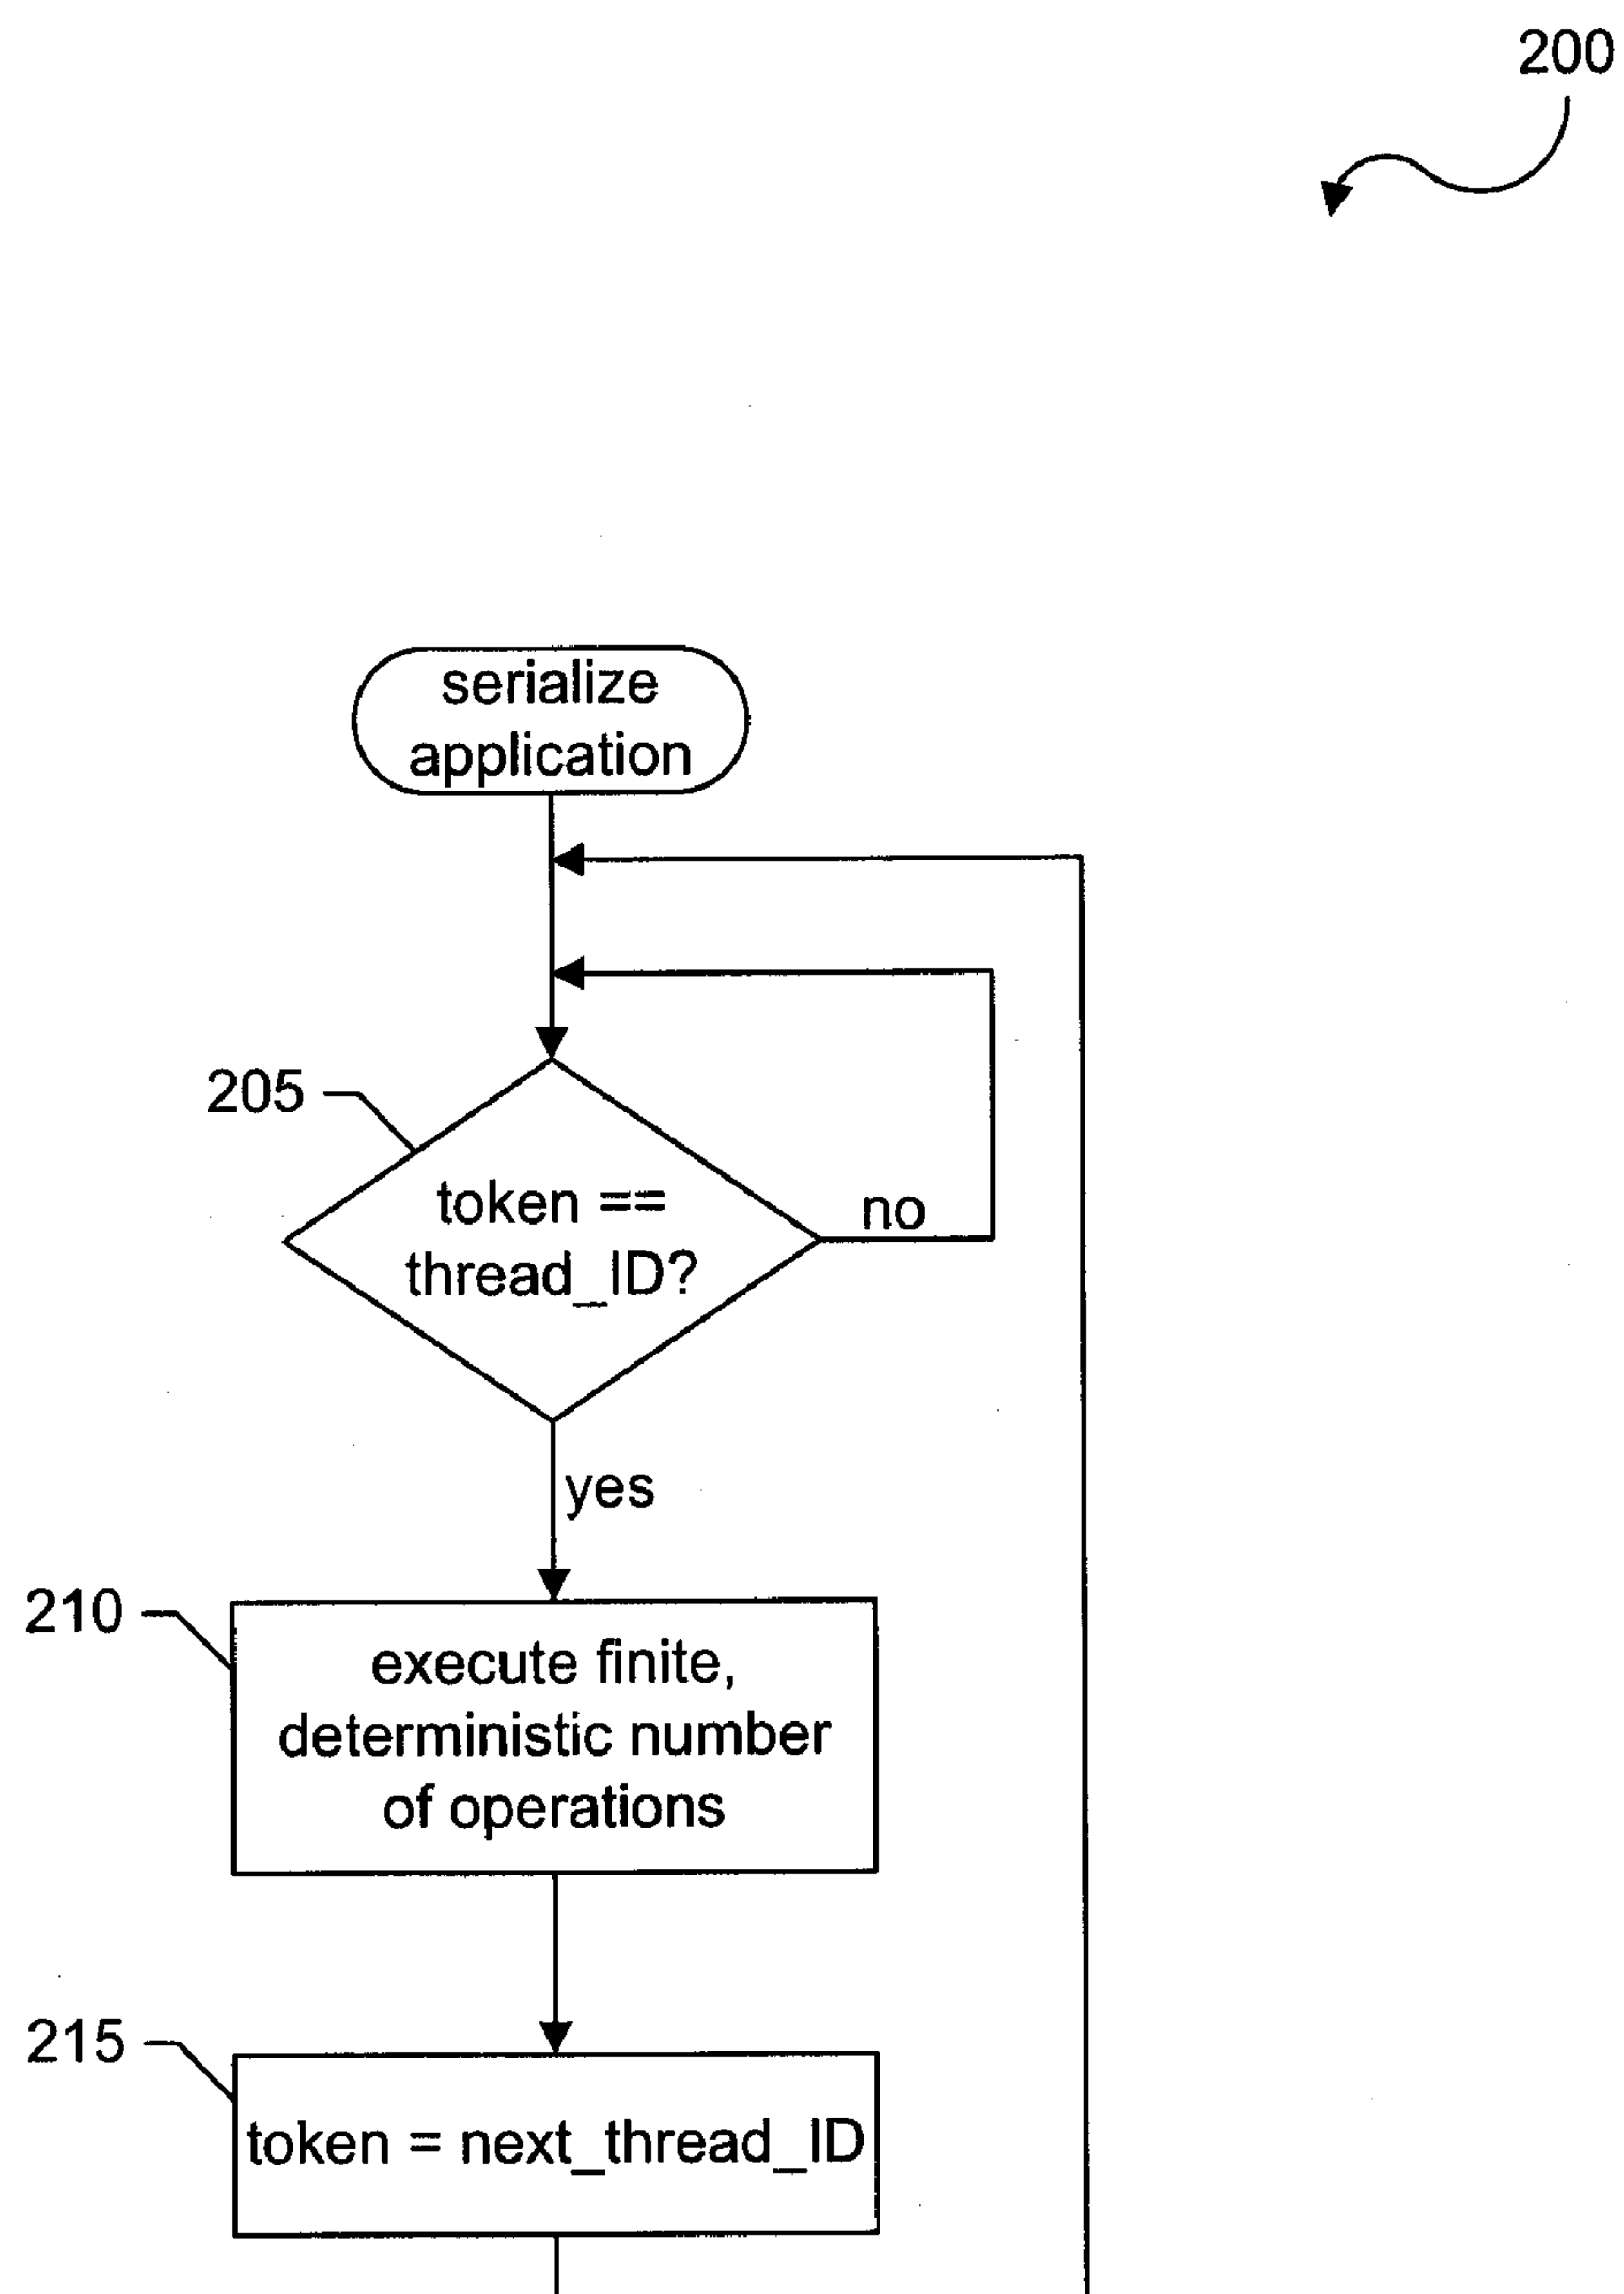 200
serialize
application
205
token ==
thread_ID?
no
yes
210
execute finite,
deterministic number
of operations
215
token = next_thread_ID